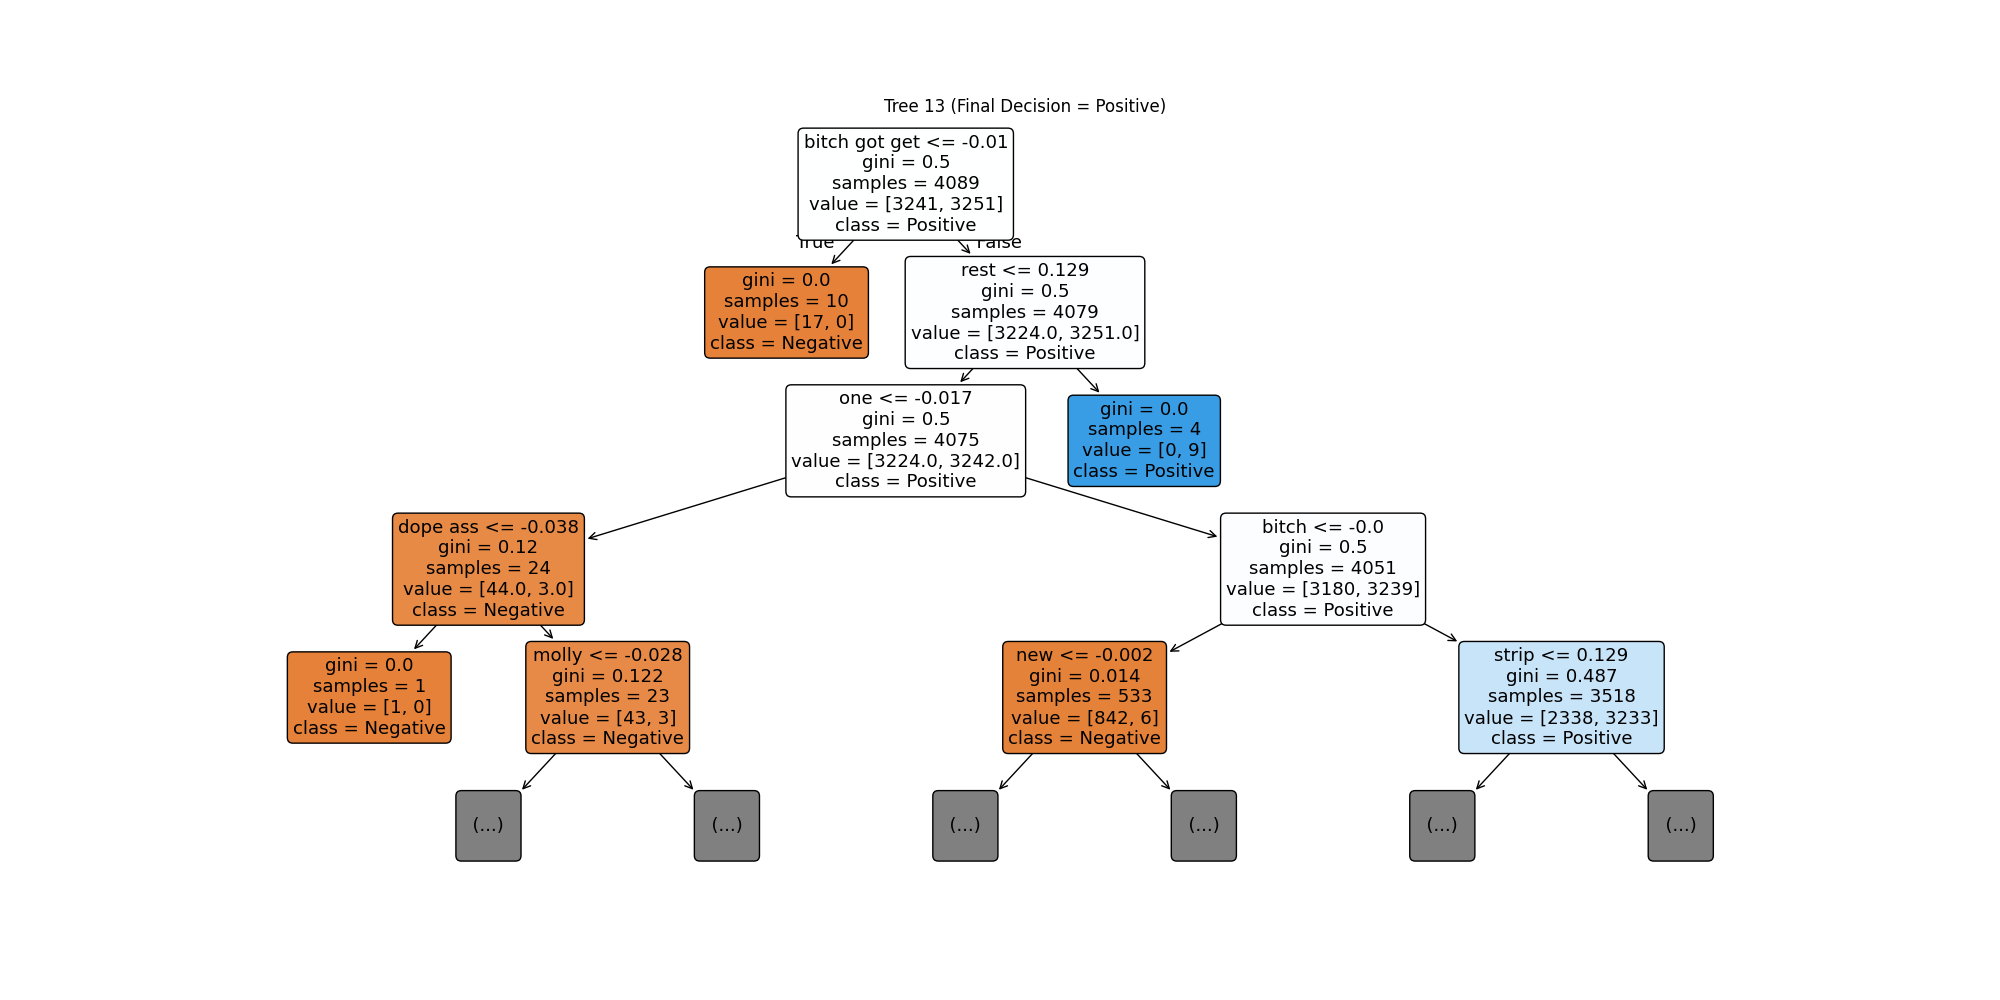 Tree 13 (Final Decision = Positive)
bitch got get <= -0.01
gini = 0.5
samples = 4089
value = [3241, 3251]
class = Positive
True
False
gini = 0.0
samples = 10
value = [17, 0]
class = Negative
rest <= 0.129
gini = 0.5
samples = 4079
value = [3224.0, 3251.0]
class = Positive
one <= -0.017
gini = 0.5
samples = 4075
value = [3224.0, 3242.0]
class = Positive
gini = 0.0
samples = 4
value = [0, 9]
class = Positive
dope ass <= -0.038
gini = 0.12
samples = 24
value = [44.0, 3.0]
class = Negative
bitch <= -0.0
gini = 0.5
samples = 4051
value = [3180, 3239]
class = Positive
gini = 0.0
samples = 1
value = [1, 0]
class = Negative
molly <= -0.028
gini = 0.122
samples = 23
value = [43, 3]
class = Negative
new <= -0.002
gini = 0.014
samples = 533
value = [842, 6]
class = Negative
strip <= 0.129
gini = 0.487
samples = 3518
value = [2338, 3233]
class = Positive
(...)
(...)
(...)
(...)
(...)
(...)